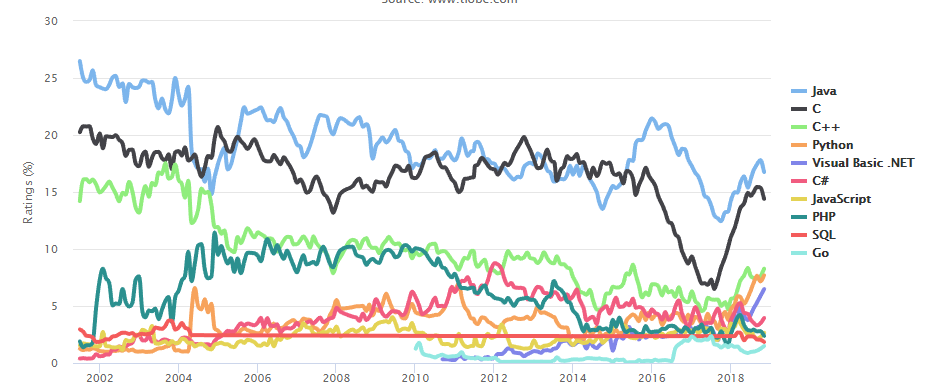 Source: www.tiobe.com
30
25
20
15
10
5
0
Ratings (%)
2002 2004 2006 2008 2010 2012 2014 2016 2018
Java
C
C++
Python
Visual Basic .NET
C#
JavaScript
PHP
SQL
Go